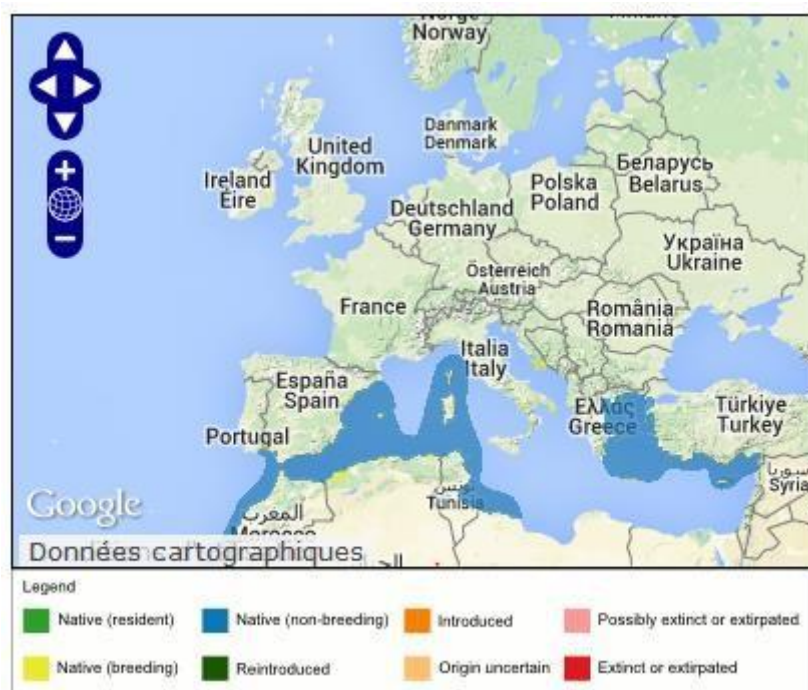 Norge
Norway
Danmark
Denmark
United
Kingdom
Ireland
Éire
Беларусь
Belarus
Polska
Poland
Deutschland
Germany
Україна
Ukraine
Österreich
Austria
France
România
Romania
Italia
Italy
España
Spain
Ελλάς
Greece
Türkiye
Turkey
Portugal
سوريا
Syria
تونس
Tunisia
المغرب
Morocco
Google
Données cartographiques
Legend
Native (resident)
Native (non-breeding)
Introduced
Possibly extinct or extirpated
Native (breeding)
Reintroduced
Origin uncertain
Extinct or extirpated